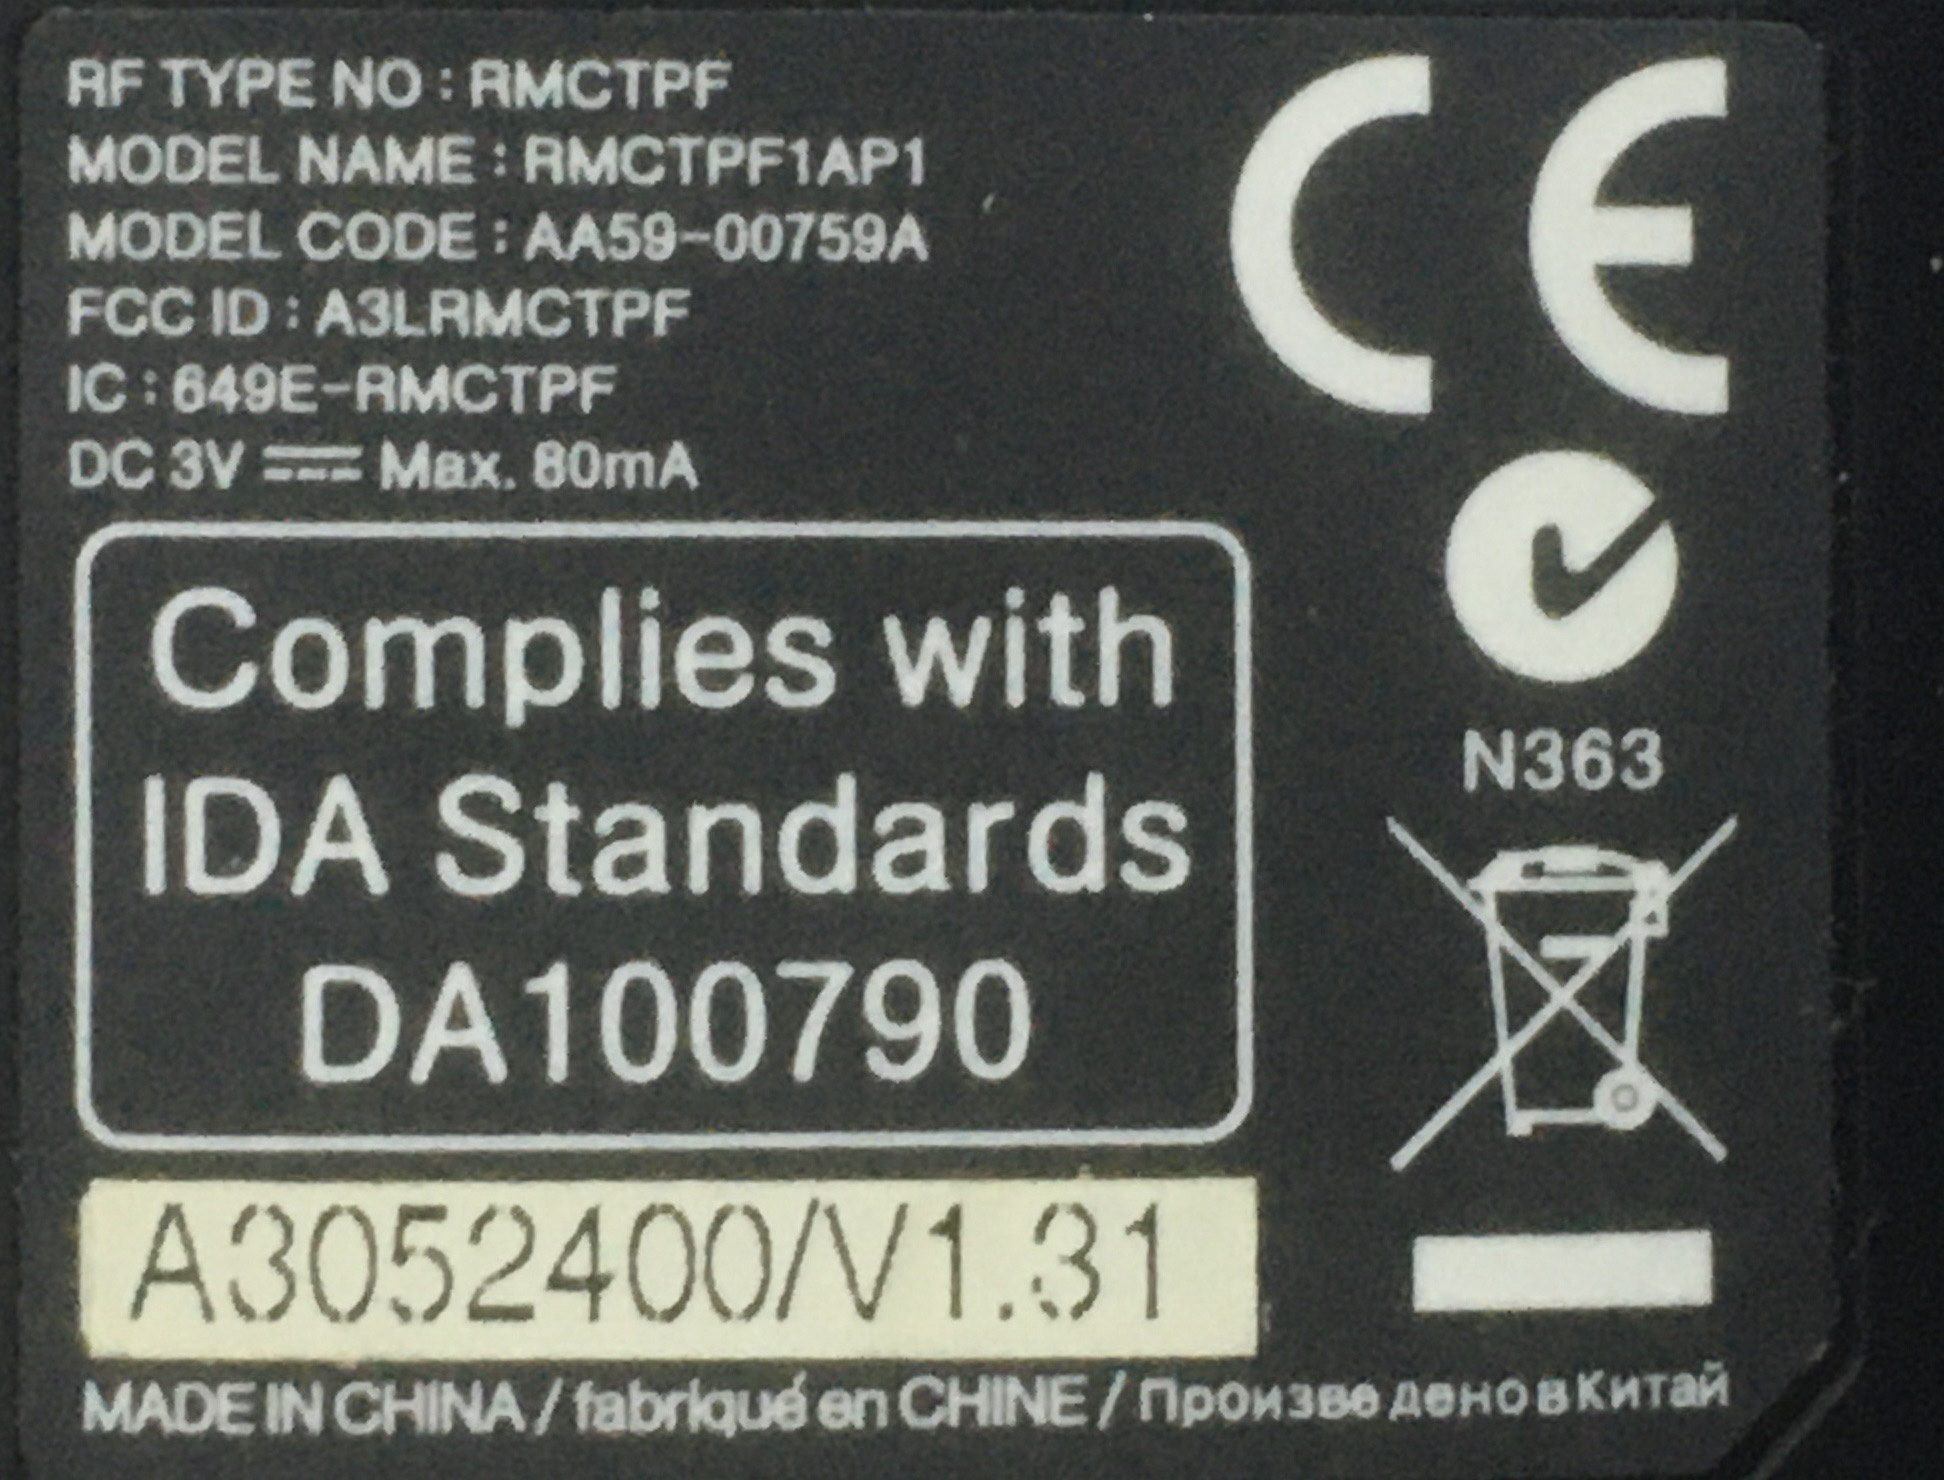 RF TYPE NO : RMCTPF
MODEL NAME : RMCTPF1AP1
MODEL CODE : AA59-00759A
FCC ID : A3LRMCTPF
IC : 649E-RMCTPF
DC 3V Max. 80mA
CE
N363
Complies with
IDA Standards
DA100790
A3052400/V1.31
MADE IN CHINA / fabriqué en CHINE / Произведено в Китай